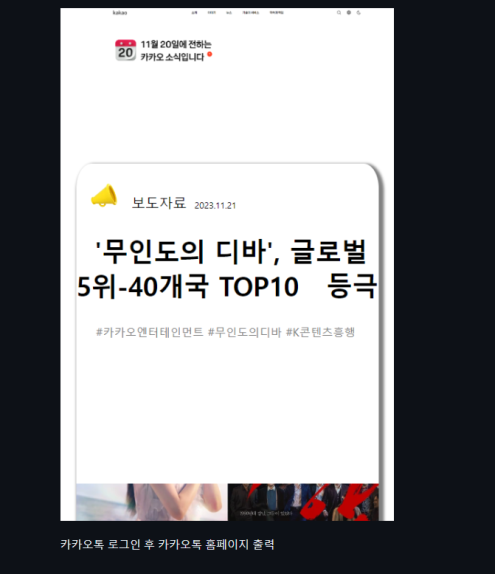 kakao
20
11월 20일에 전하는
카카오 소식입니다
보도자료 2023.11.21
'무인도의 디바', 글로벌
5위-40개국 TOP10 등극
#카카오엔터테인먼트 #무인도의디바 #K콘텐츠흥행
카카오톡 로그인 후 카카오톡 홈페이지 출력